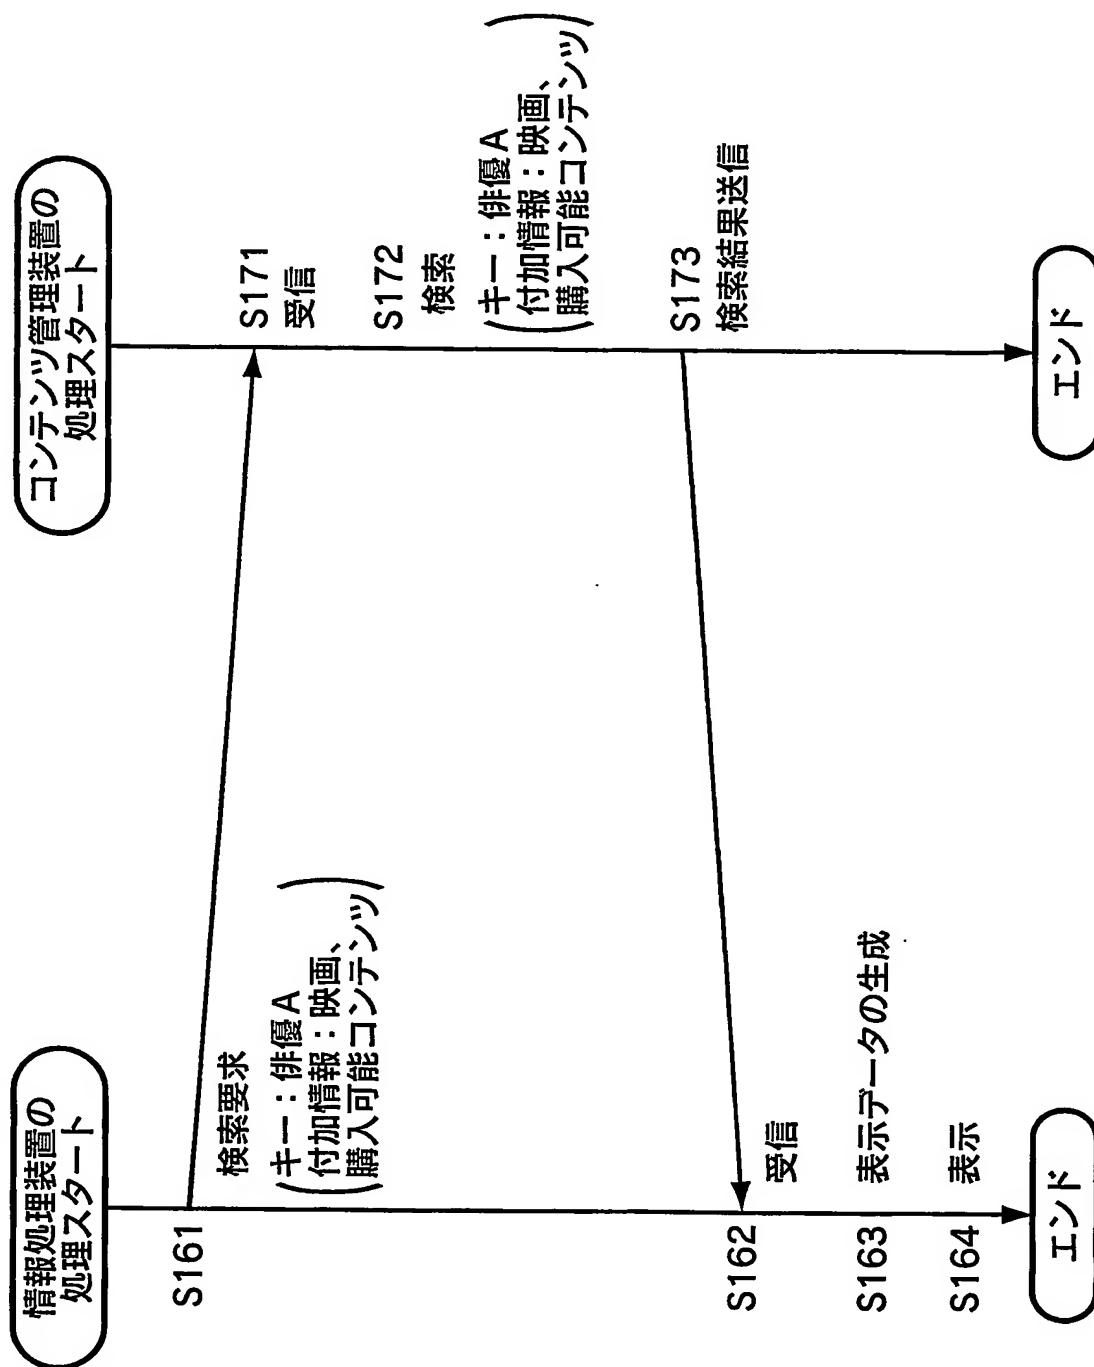 情報処理装置の
処理スタート
S161
検索要求
キー：俳優A
付加情報：映画、
購入可能コンテンツ
S162
受信
S163
表示データの生成
S164
表示
エンド
コンテンツ管理装置の
処理スタート
S171
受信
S172
検索
キー：俳優A
付加情報：映画、
購入可能コンテンツ
S173
検索結果送信
エンド